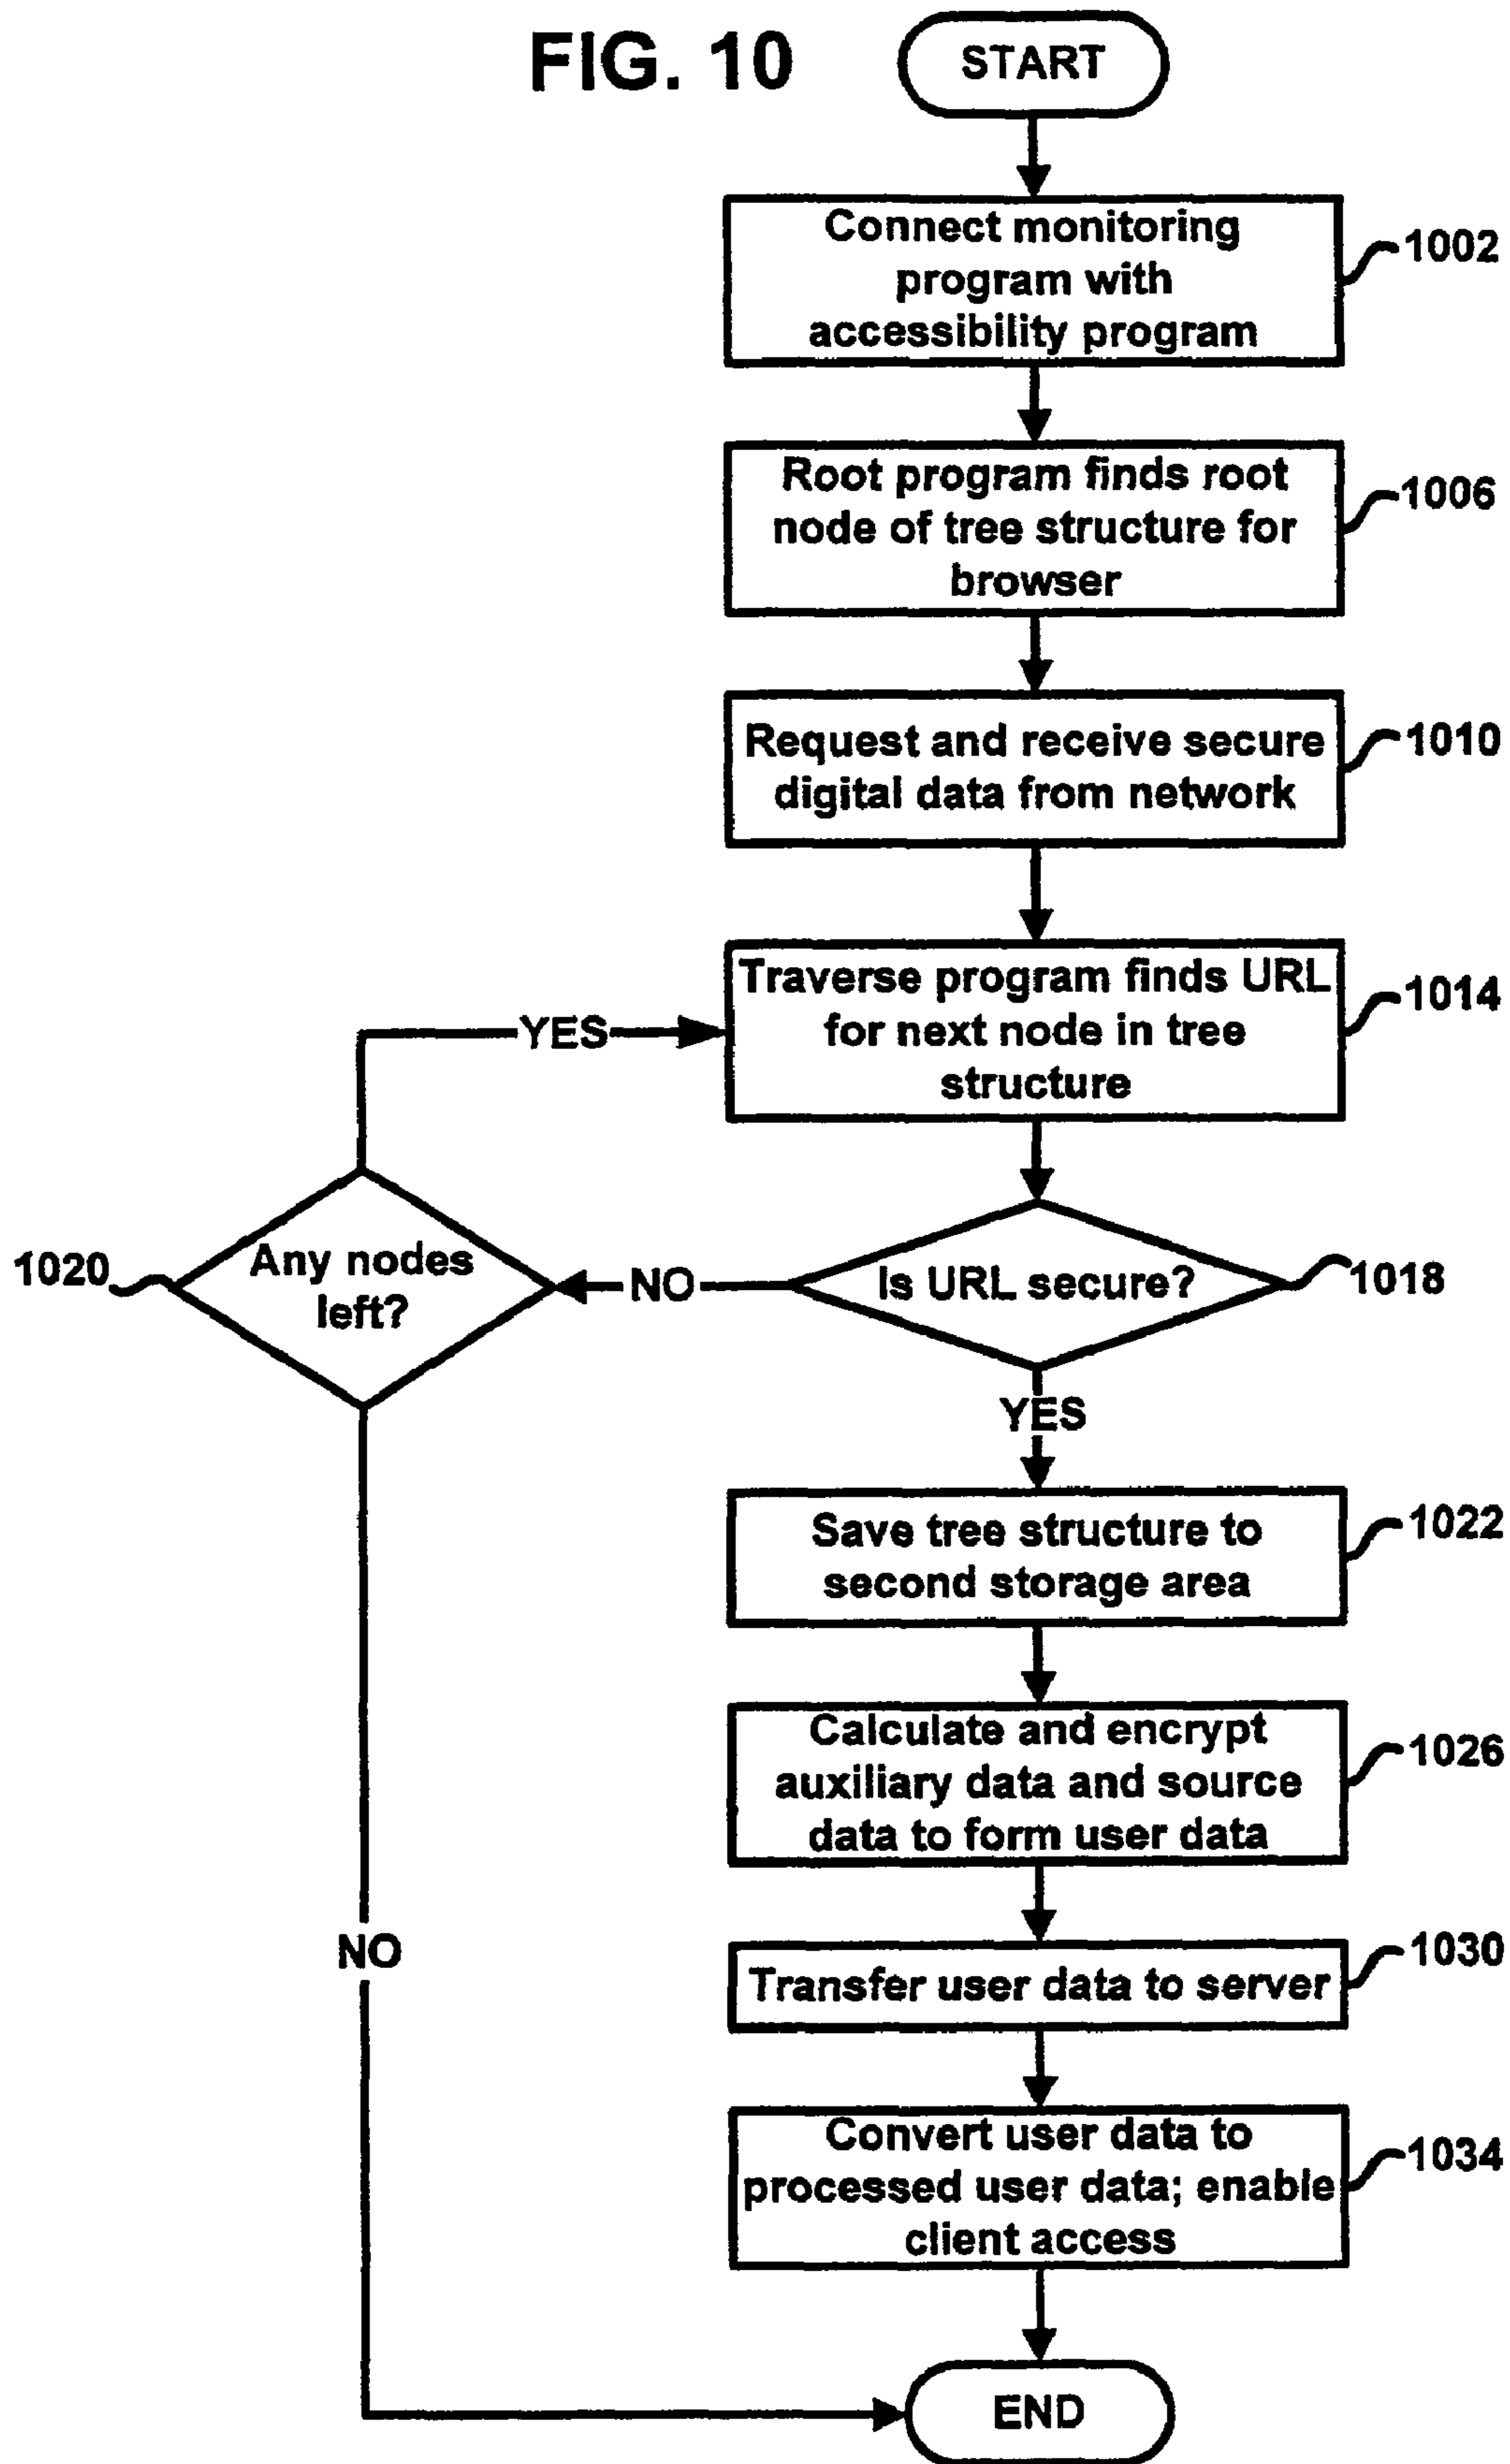 FIG. 10
START
Connect monitoring
program with
accessibility program
1002
Root program finds root
node of tree structure for
browser
1006
Request and receive secure
digital data from network
1010
Traverse program finds URL
for next node in tree
structure
1014
YES
1020
Any nodes
left?
NO
Is URL secure?
1018
YES
Save tree structure to
second storage area
1022
Calculate and encrypt
auxiliary data and source
data to form user data
1026
NO
Transfer user data to server
1030
Convert user data to
processed user data; enable
client access
1034
END